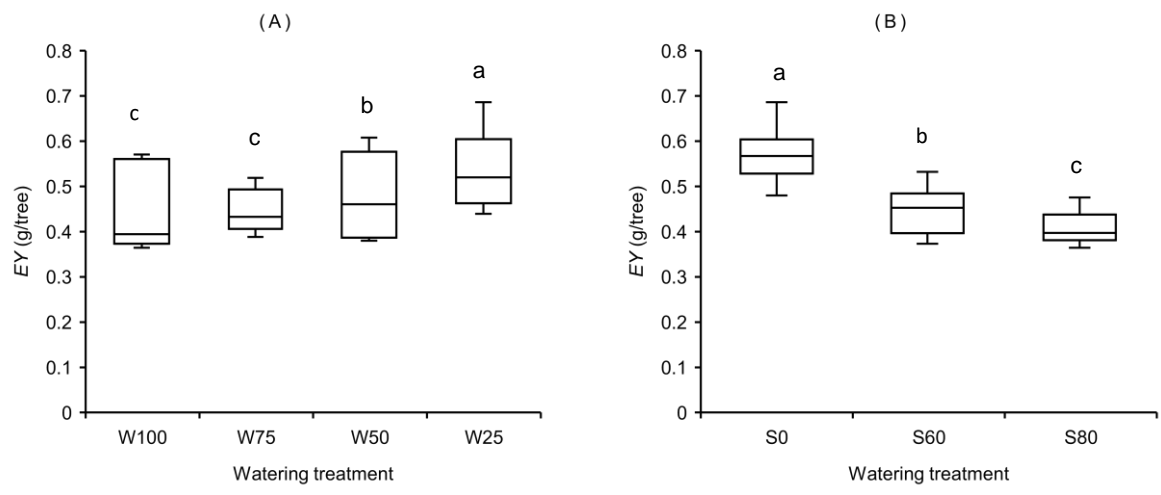 (A)
EY (g/tree)
0.8
0.7
0.6
0.5
0.4
0.3
0.2
0.1
0
c
c
b
a
W100 W75 W50 W25
Watering treatment
(B)
EY (g/tree)
0.8
0.7
0.6
0.5
0.4
0.3
0.2
0.1
0
a
b
c
S0 S60 S80
Watering treatment